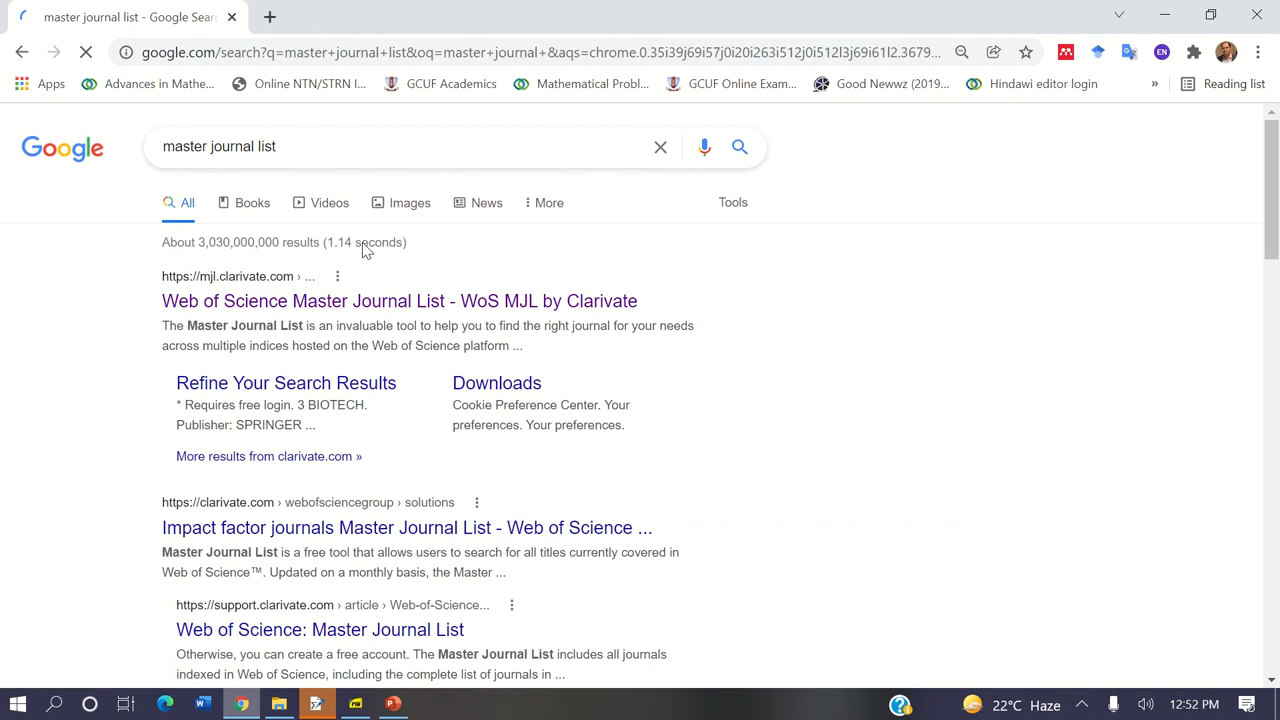 master journal list - Google Sear
google.com/search?q=master+journal+list&oq=master+journal+&aqs=chrome.0.35i39j69i57j0i20i263i512j0i512l3j69i61l2.3679...
EN
Apps
Advances in Mathe...
Online NTN/STRN I...
GCUF Academics
Mathematical Probl...
GCUF Online Exam...
Good Newwz (2019...
Hindawi editor login
»
Reading list
Google
master journal list
All
Books
Videos
Images
News
More
Tools
About 3,030,000,000 results (1.14 seconds)
https://mjl.clarivate.com › ...
Web of Science Master Journal List - WoS MJL by Clarivate
The Master Journal List is an invaluable tool to help you to find the right journal for your needs
across multiple indices hosted on the Web of Science platform ...
Refine Your Search Results
* Requires free login. 3 BIOTECH.
Publisher: SPRINGER ...
Downloads
Cookie Preference Center. Your
preferences. Your preferences.
More results from clarivate.com »
https://clarivate.com › webofsciencegroup › solutions
Impact factor journals Master Journal List - Web of Science ...
Master Journal List is a free tool that allows users to search for all titles currently covered in
Web of Science™. Updated on a monthly basis, the Master ...
https://support.clarivate.com › article › Web-of-Science...
Web of Science: Master Journal List
Otherwise, you can create a free account. The Master Journal List includes all journals
indexed in Web of Science, including the complete list of journals in ...
22°C Haze
12:52 PM